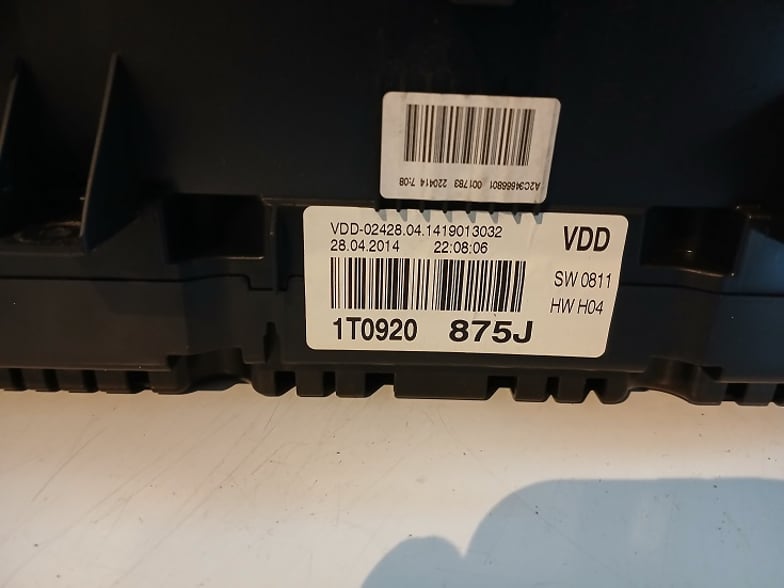 A2C34666801 001783 220414 7:08
VDD-02428.04.1419013032
28.04.2014 22:08:06
VDD
SW 0811
HW H04
1T0920 875J